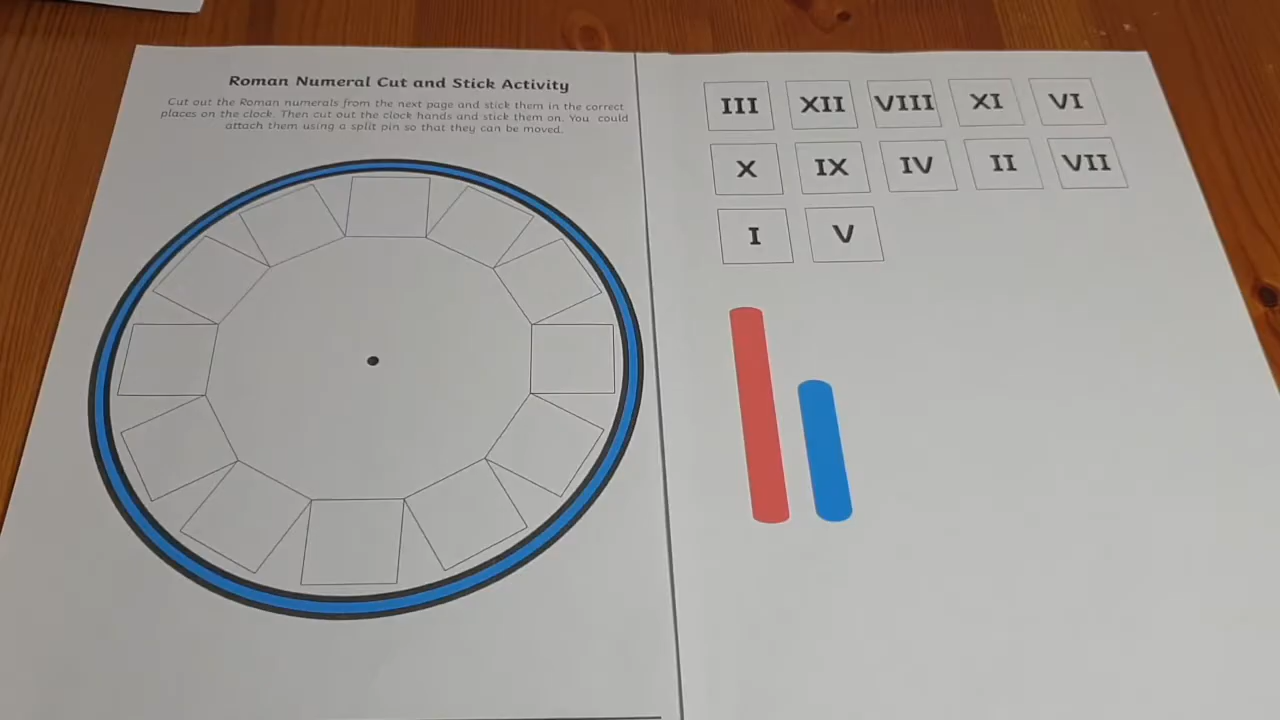 Roman Numeral Cut and Stick Activity
Cut out the Roman numerals from the next page and stick them in the correct
places on the clock. Then cut out the clock hands and stick them on. You could
attach them using a split pin so that they can be moved.
III XII VIII XI VI
X IX IV II VII
I V